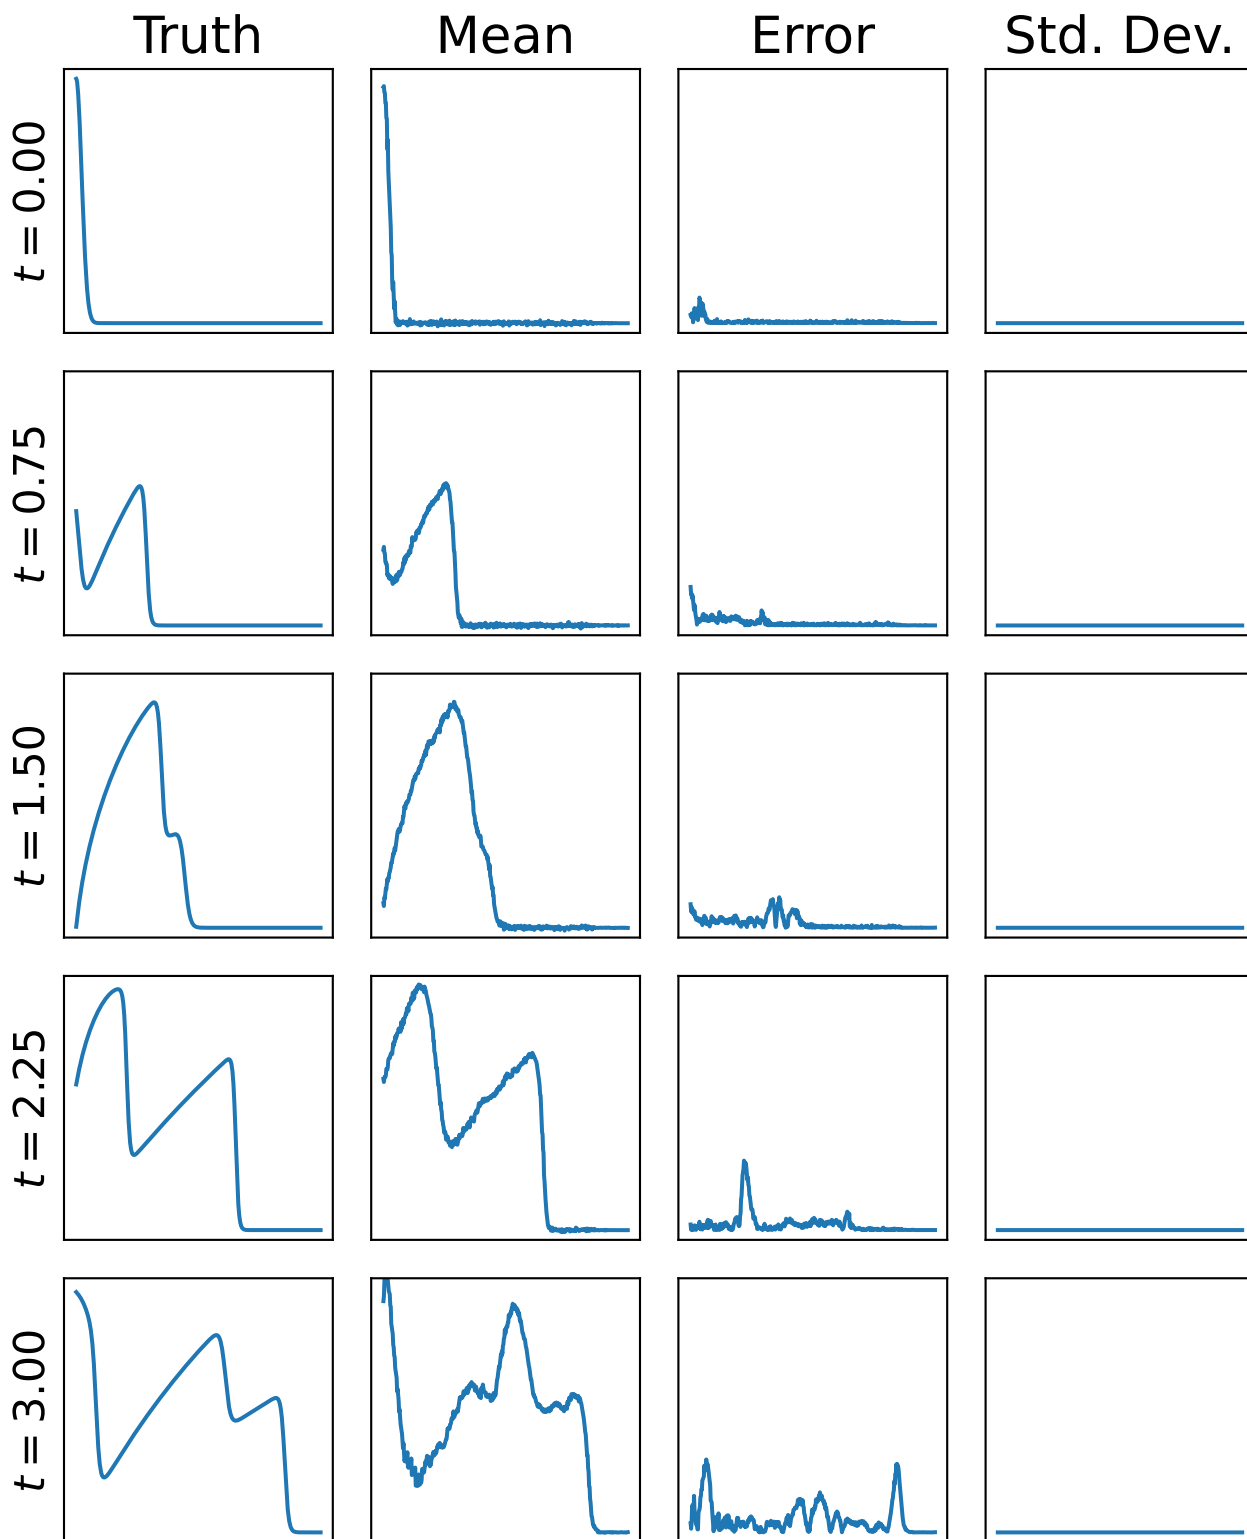 Truth Mean Error Std. Dev.
t = 0.00
t = 0.75
t = 1.50
t = 2.25
t = 3.00